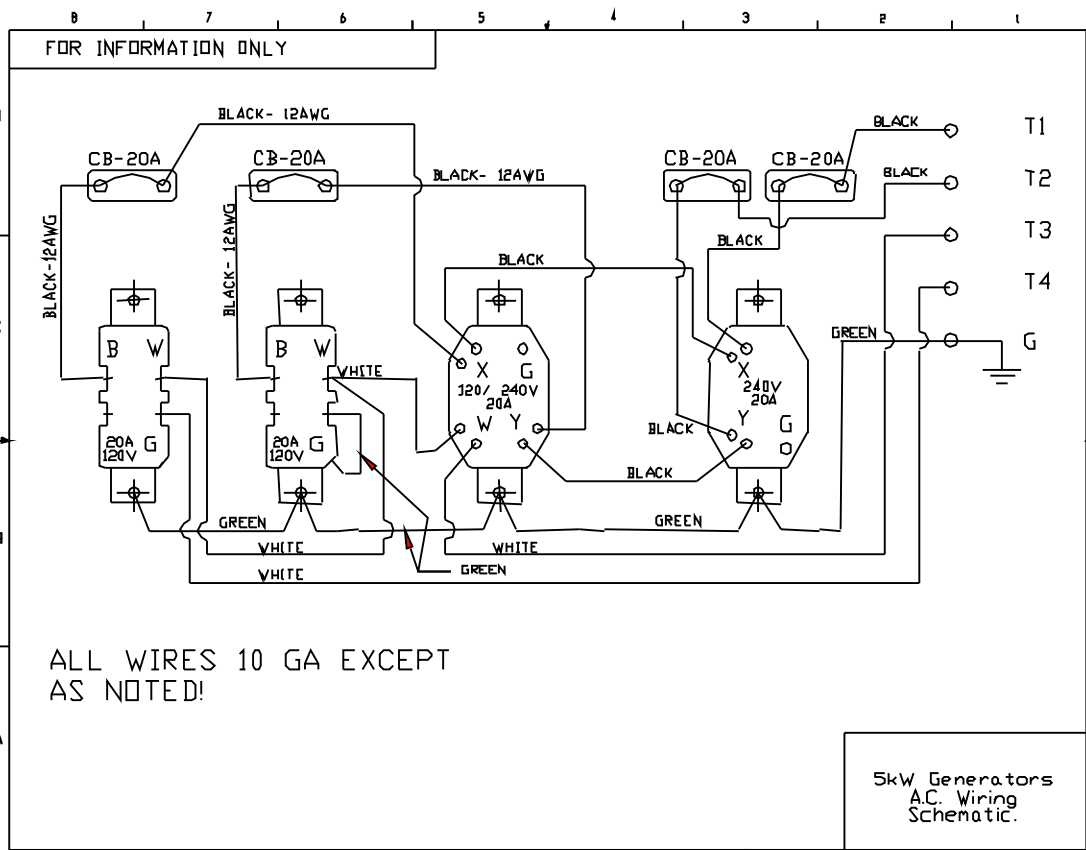 8 7 6 5 4 3 2 1
FOR INFORMATION ONLY
BLACK- 12AWG
BLACK T1
CB-20A CB-20A CB-20A CB-20A
BLACK- 12AWG BLACK T2
BLACK-12AWG
BLACK- 12AWG
BLACK T3
BLACK
T4
GREEN G
B W
B W
WHITE
X G
120/ 240V
20A
W Y
X
240V
20A
Y G
BLACK
20A G
120V
20A G
120V
BLACK
GREEN GREEN
WHITE WHITE
GREEN
WHITE
ALL WIRES 10 GA EXCEPT
AS NOTED!
A
5kW Generators
A.C. Wiring
Schematic.